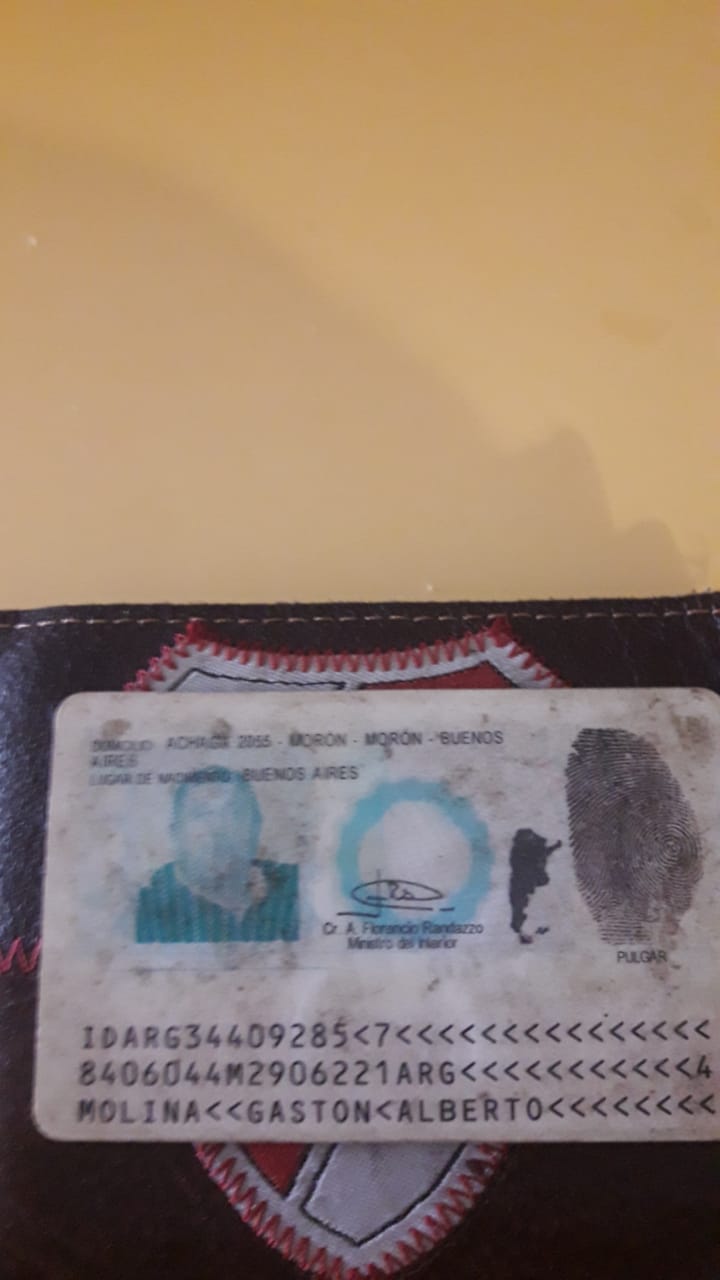 DOMICILIO: 2055 - MORÓN - MORÓN - BUENOS
AIRES
LUGAR DE NACIMIENTO: BUENOS AIRES
Cr. A. Florencio Randazzo
Ministro del Interior
PULGAR
IDARG34409285<7<<<<<<<<<<<<<<<
8406044M2906221ARG<<<<<<<<<<<4
MOLINA<<GASTON<ALBERTO<<<<<<<<